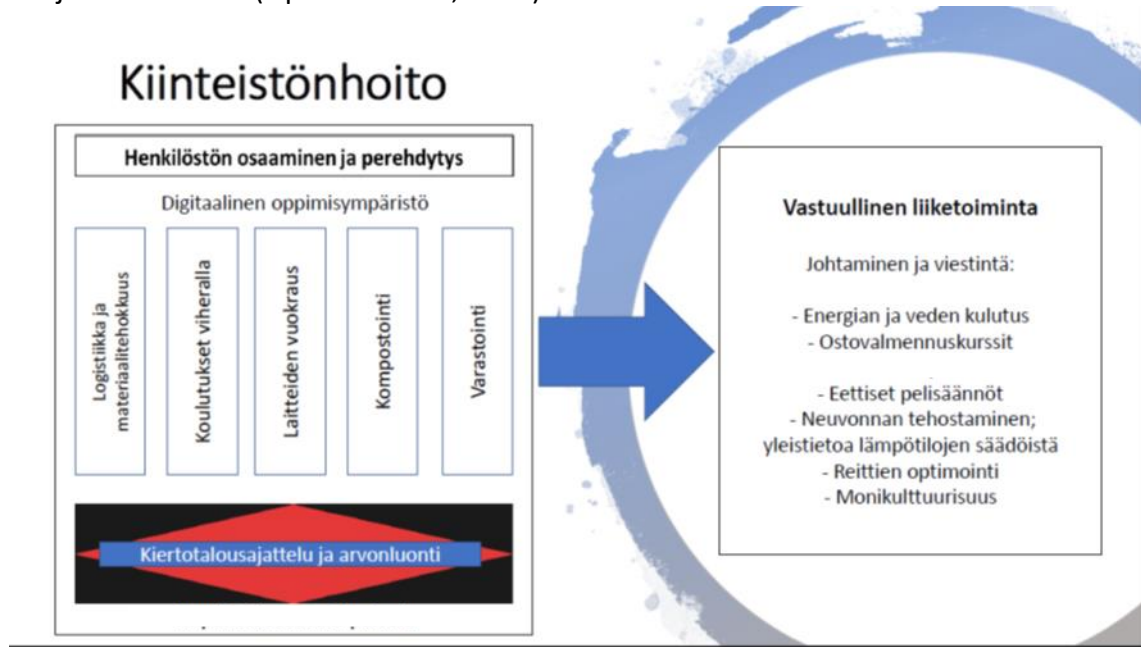 Kiinteistönhoito
Henkilöstön osaaminen ja perehdytys
Digitaalinen oppimisympäristö
Logistiikka ja
materiaalitehokuus
Koulutukset viheralla
Laitteiden vuokraus
Kompostointi
Varastointi
Kiertotalousajattelu ja arvonluonti
Vastuullinen liiketoiminta
Johtaminen ja viestintä:
- Energian ja veden kulutus
- Ostovalmennuskurssit
- Eettiset pelisäännöt
- Neuvonnan tehostaminen;
yleistietoa lämpötilojen säädöistä
- Reittien optimointi
- Monikulttuurisuus